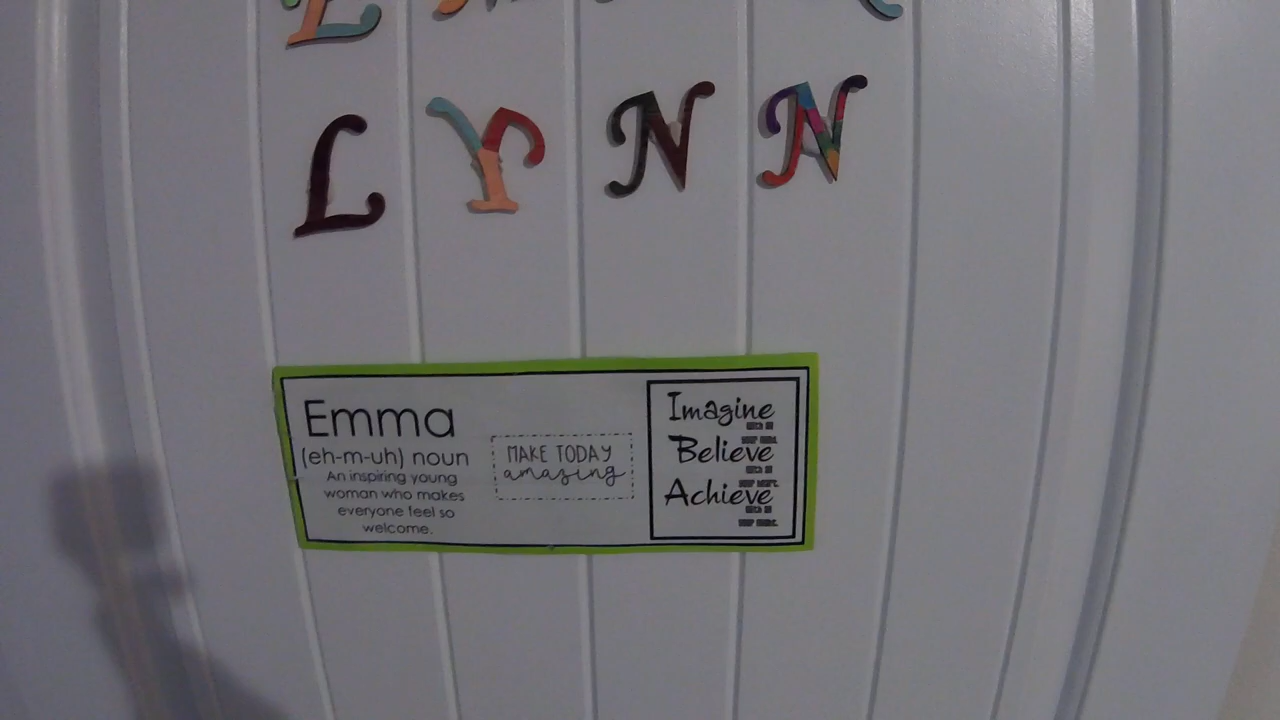 L Y N N
Emma
(eh-m-uh) noun
An inspiring young
woman who makes
everyone feel so
welcome.
MAKE TODAY
amazing
Imagine
Believe
Achieve